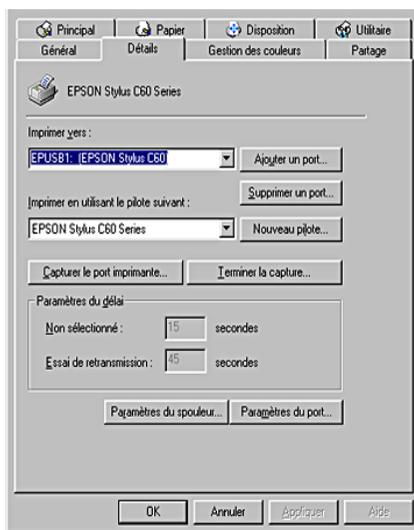 Principal Papier Disposition Utilitaire
Général Détails Gestion des couleurs Partage
EPSON Stylus C60 Series
Imprimer vers :
EPUSB1: (EPSON Stylus C60) Ajouter un port...
Supprimer un port...
Imprimer en utilisant le pilote suivant :
EPSON Stylus C60 Series Nouveau pilote...
Capturer le port imprimante... Terminer la capture...
Paramètres du délai
Non sélectionné : 15 secondes
Essai de retransmission : 45 secondes
Paramètres du spouleur... Paramètres du port...
OK Annuler Appliquer Aide